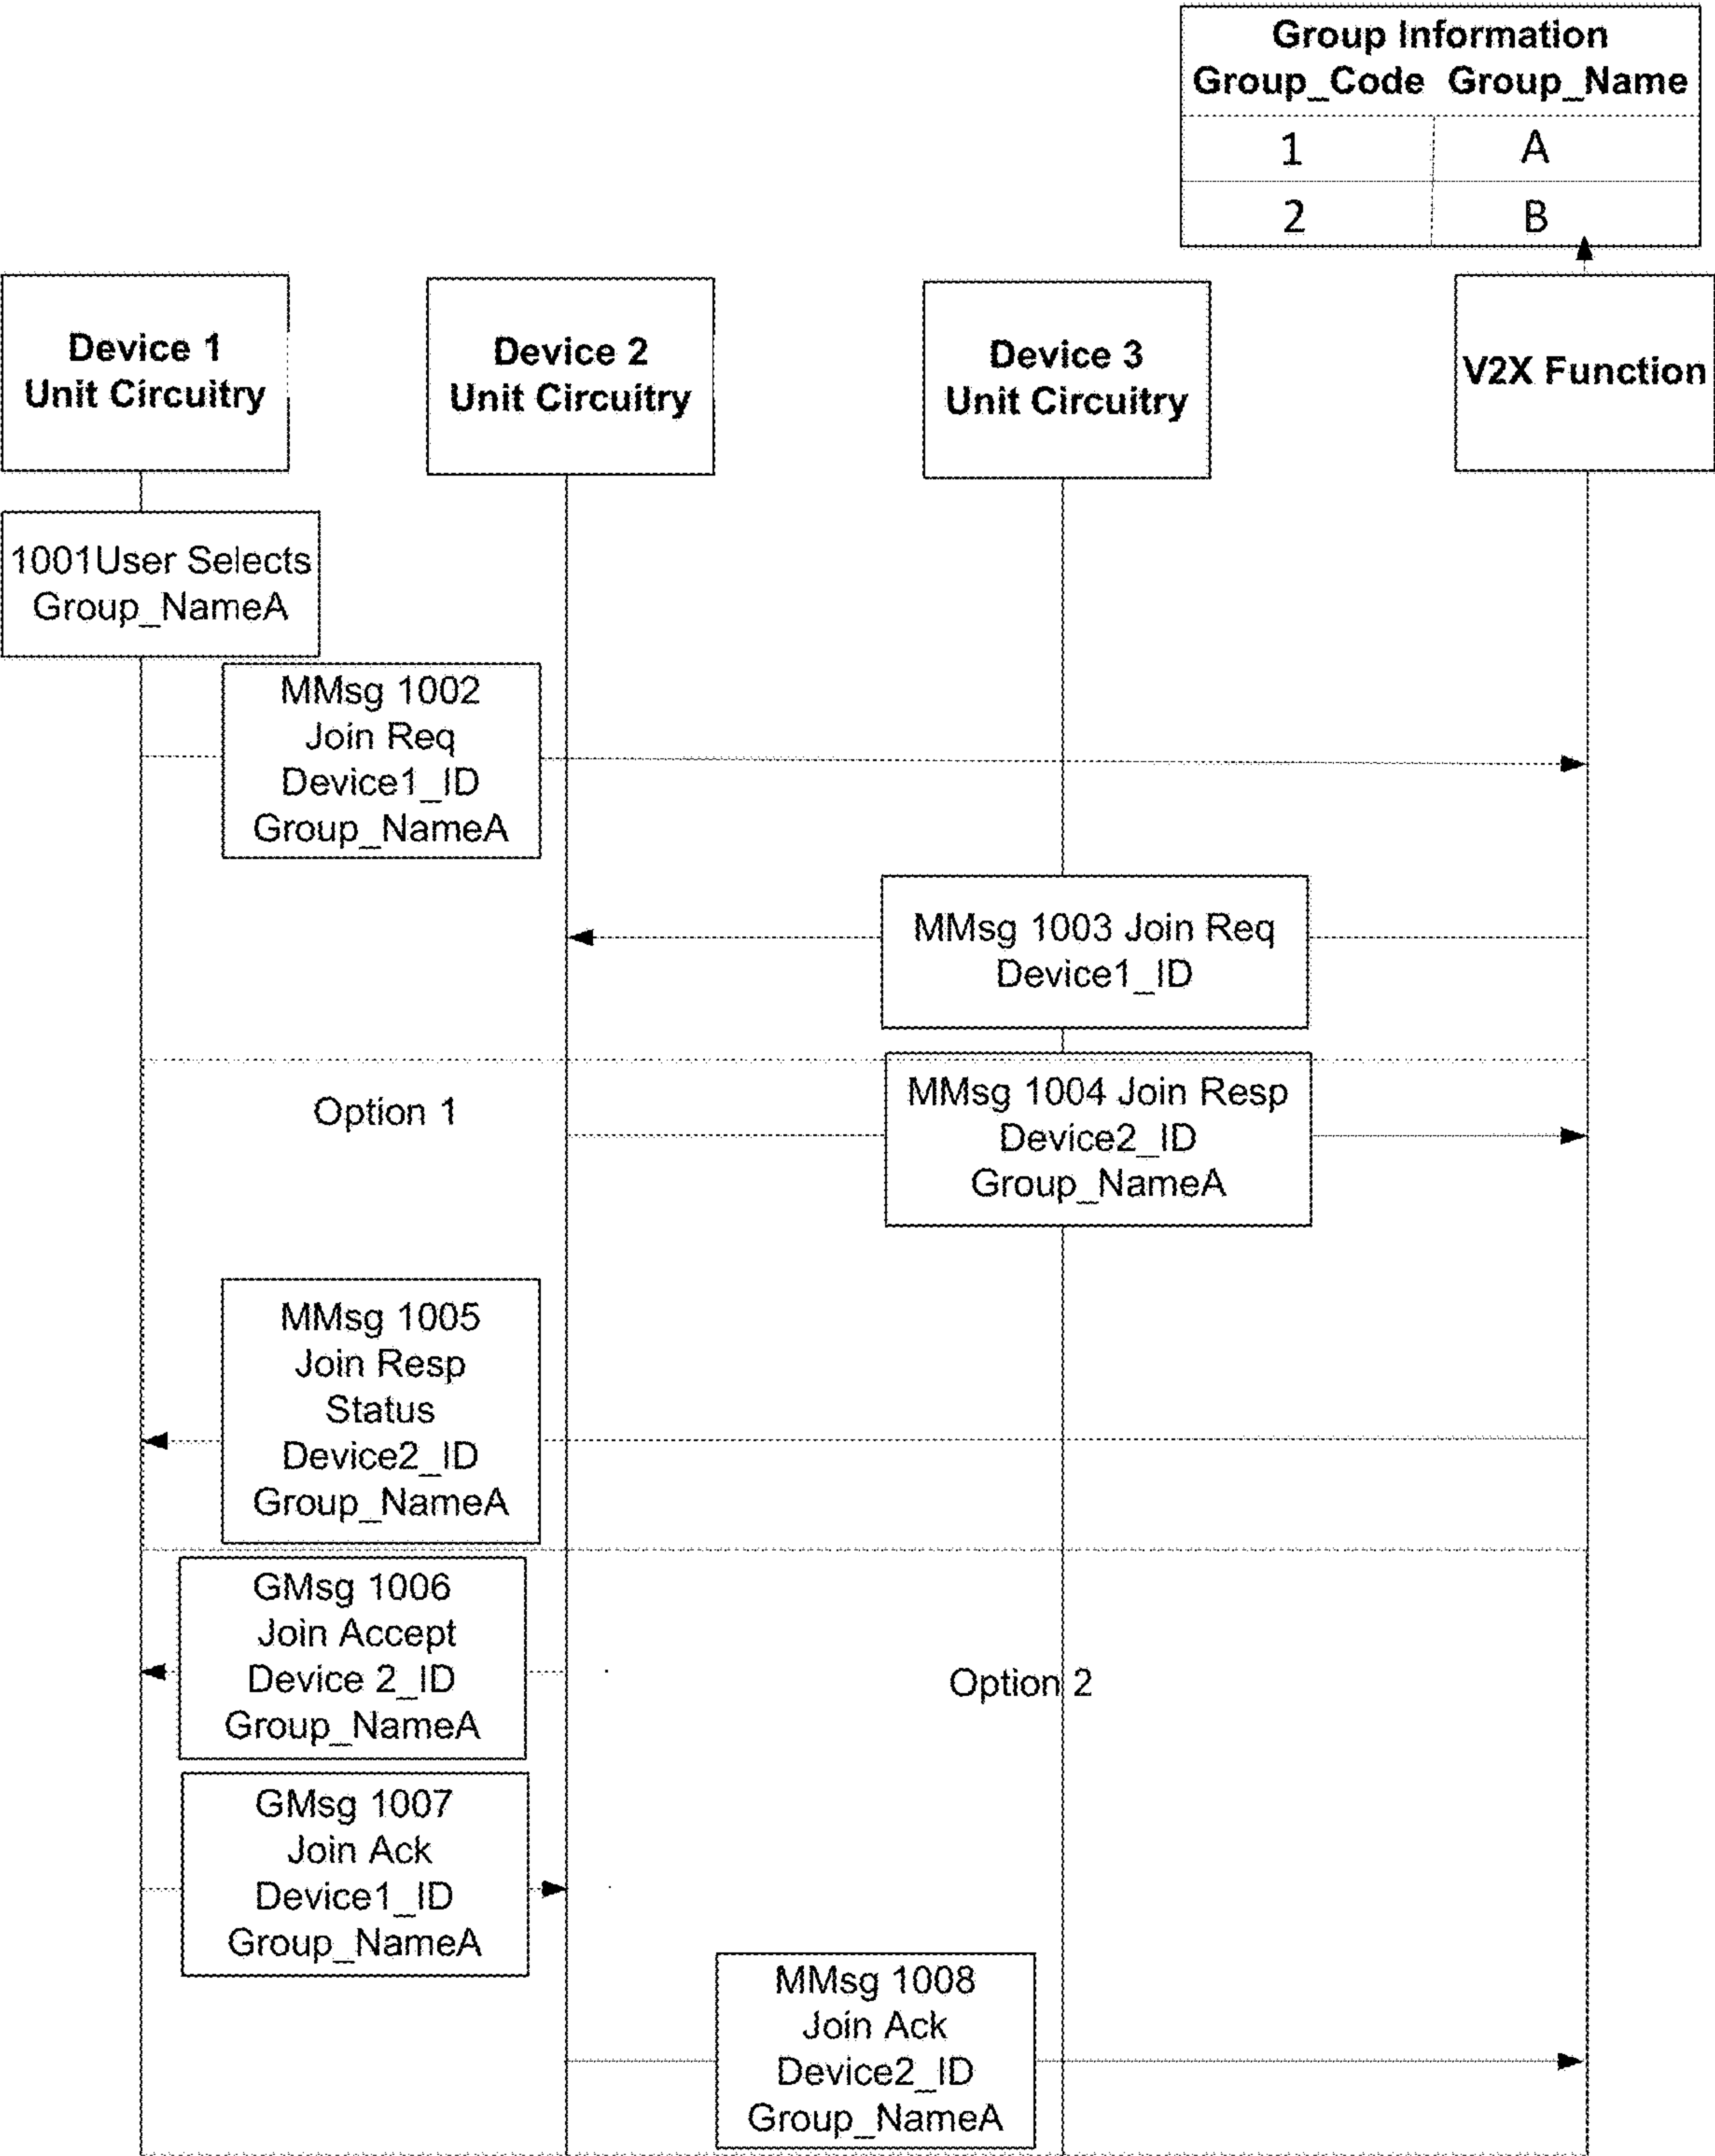 Group Information
Group_Code Group_Name
1 A
2 B
Device 1
Unit Circuitry
Device 2
Unit Circuitry
Device 3
Unit Circuitry
V2X Function
1001User Selects
Group_NameA
MMsg 1002
Join Req
Device1_ID
Group_NameA
MMsg 1003 Join Req
Device1_ID
Option 1
MMsg 1004 Join Resp
Device2_ID
Group_NameA
MMsg 1005
Join Resp
Status
Device2_ID
Group_NameA
GMsg 1006
Join Accept
Device 2_ID
Group_NameA
Option 2
GMsg 1007
Join Ack
Device1_ID
Group_NameA
MMsg 1008
Join Ack
Device2_ID
Group_NameA